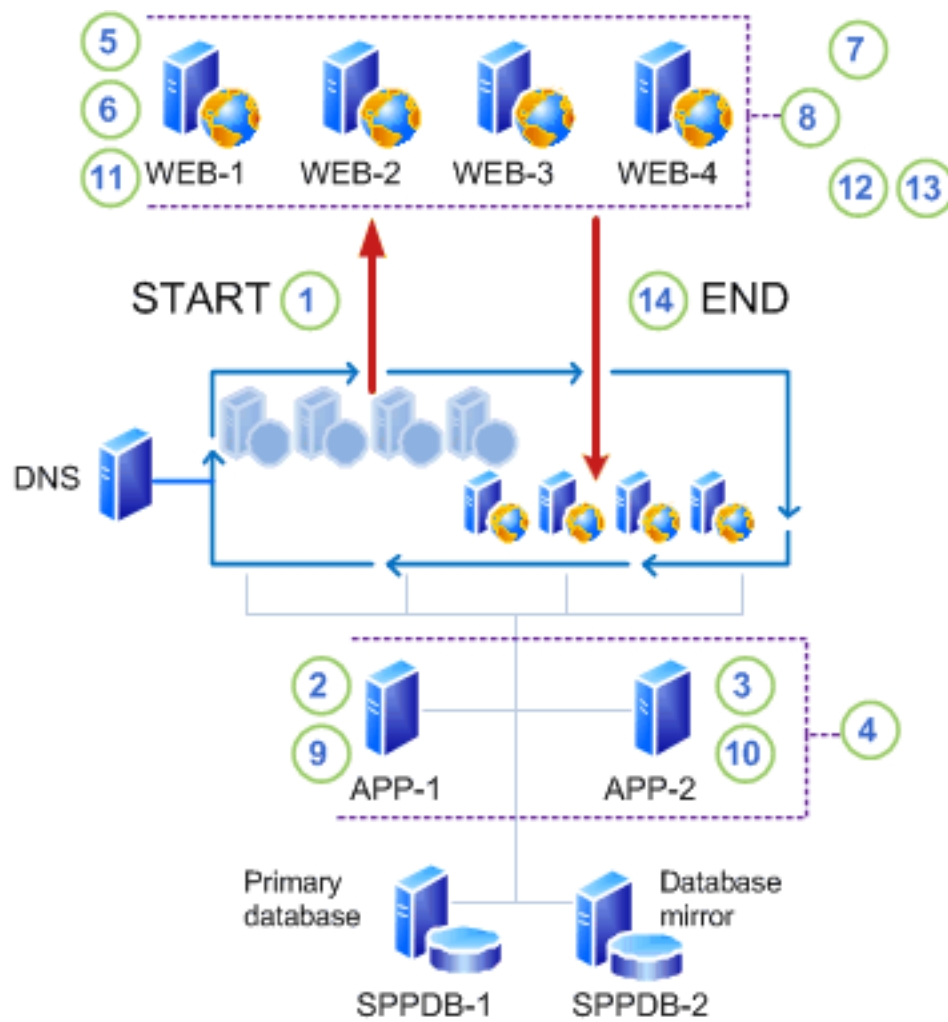 5
7
6
8
11
WEB-1
WEB-2
WEB-3
WEB-4
12
13
START
1
14
END
DNS
2
3
9
10
4
APP-1
APP-2
Primary
database
Database
mirror
SPPDB-1
SPPDB-2